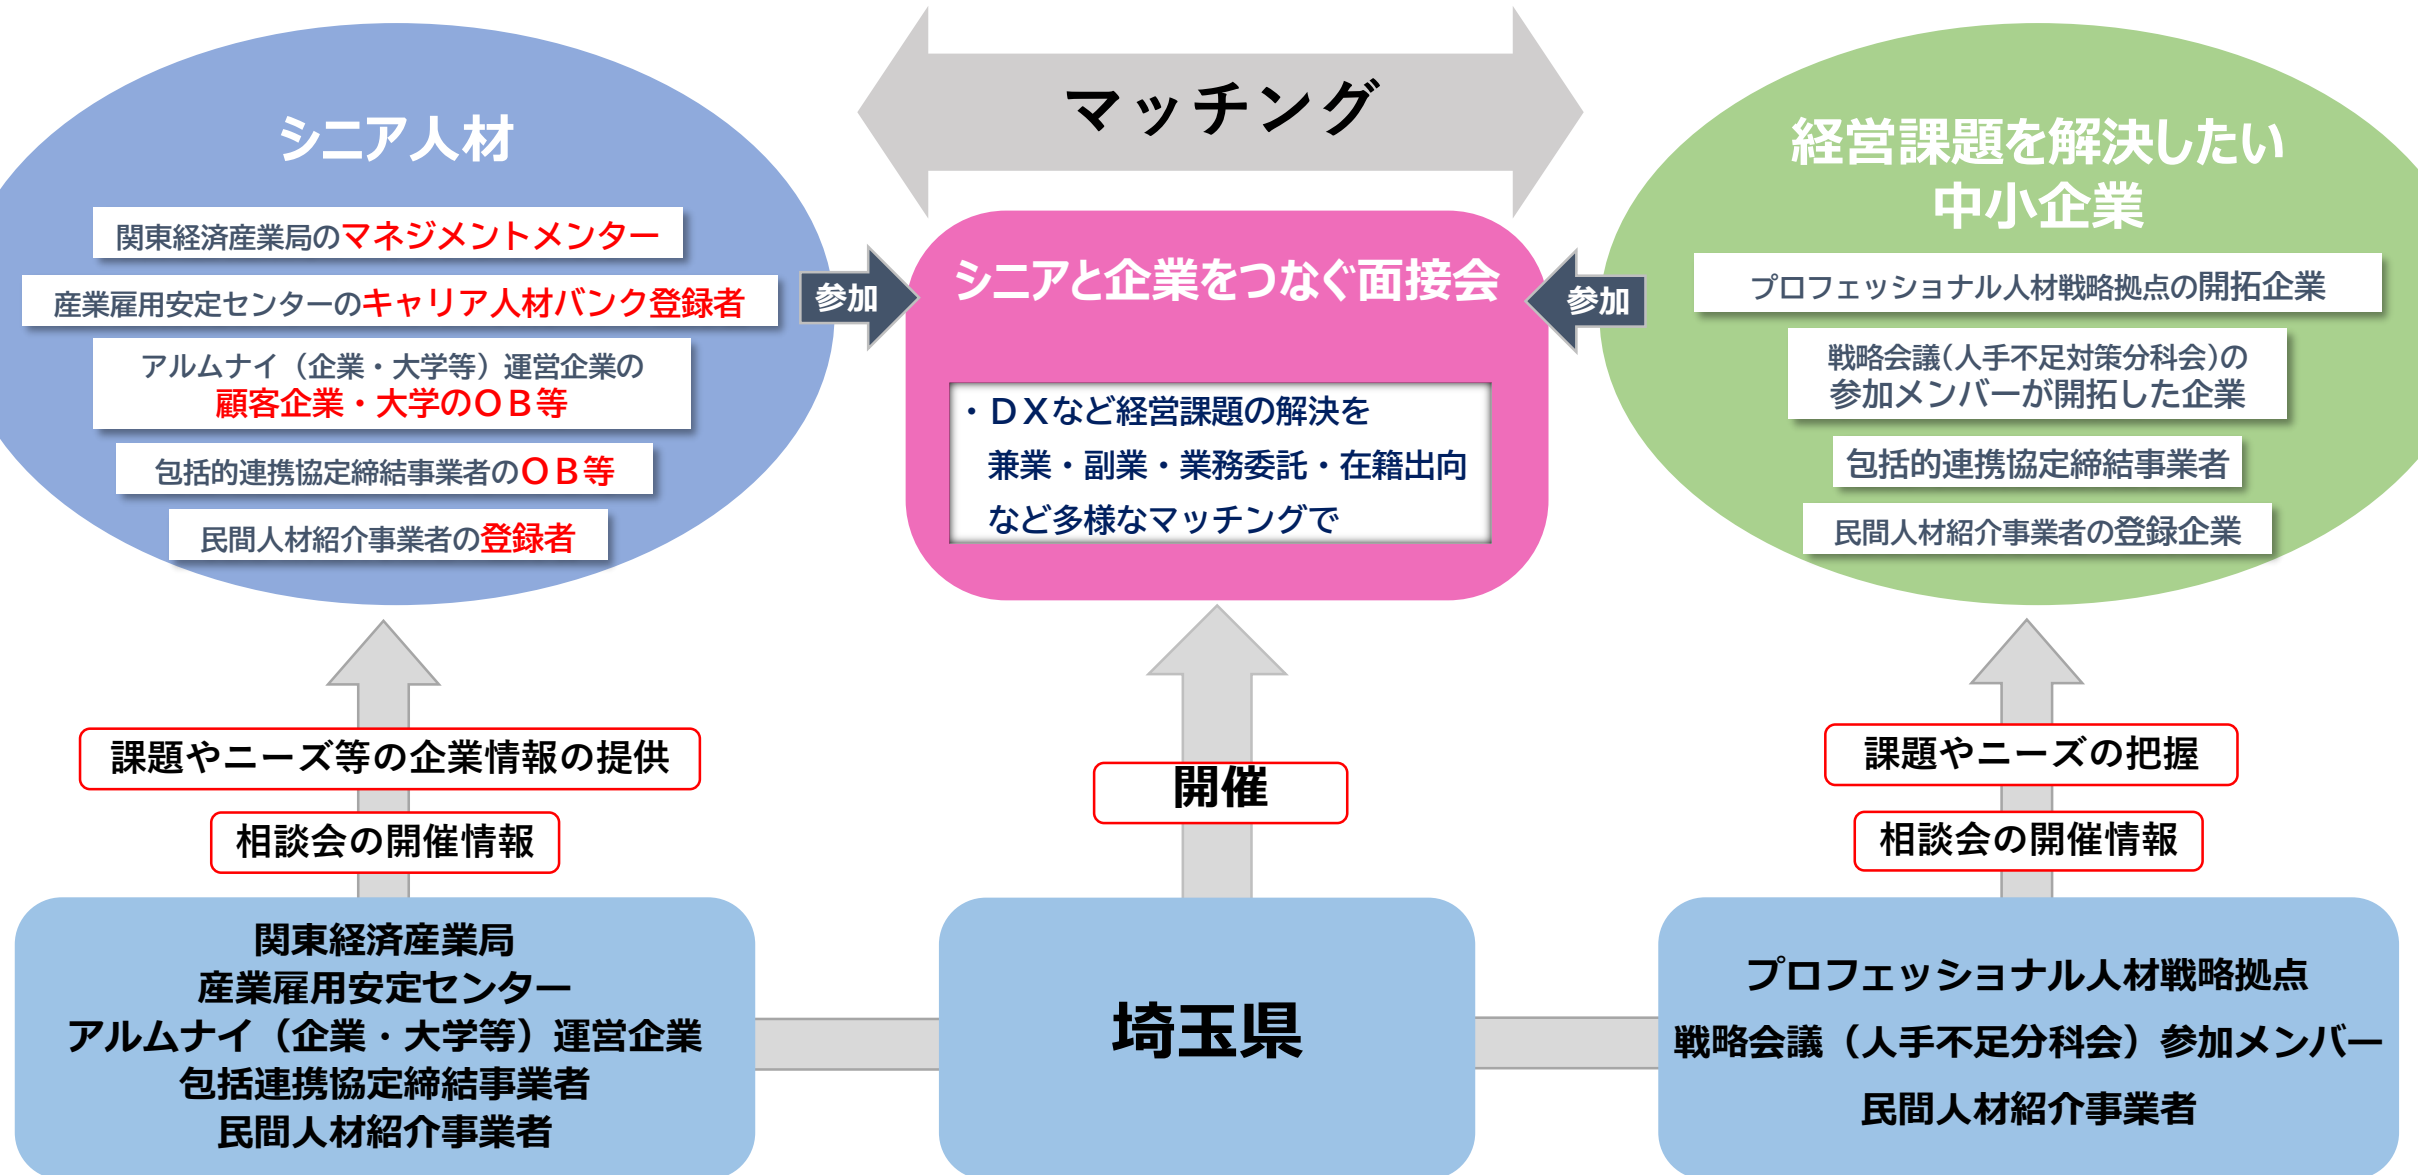 マッチング
シニア人材
関東経済産業局のマネジメントメンター
産業雇用安定センターのキャリア人材バンク登録者
アルムナイ（企業・大学等）運営企業の
顧客企業・大学のＯＢ等
包括的連携協定締結事業者のＯＢ等
民間人材紹介事業者の登録者
参加
シニアと企業をつなぐ面接会
・ＤＸなど経営課題の解決を
兼業・副業・業務委託・在籍出向
など多様なマッチングで
参加
経営課題を解決したい
中小企業
プロフェッショナル人材戦略拠点の開拓企業
戦略会議(人手不足対策分科会)の
参加メンバーが開拓した企業
包括的連携協定締結事業者
民間人材紹介事業者の登録企業
課題やニーズ等の企業情報の提供
相談会の開催情報
開催
課題やニーズの把握
相談会の開催情報
関東経済産業局
産業雇用安定センター
アルムナイ（企業・大学等）運営企業
包括連携協定締結事業者
民間人材紹介事業者
埼玉県
プロフェッショナル人材戦略拠点
戦略会議（人手不足分科会）参加メンバー
民間人材紹介事業者